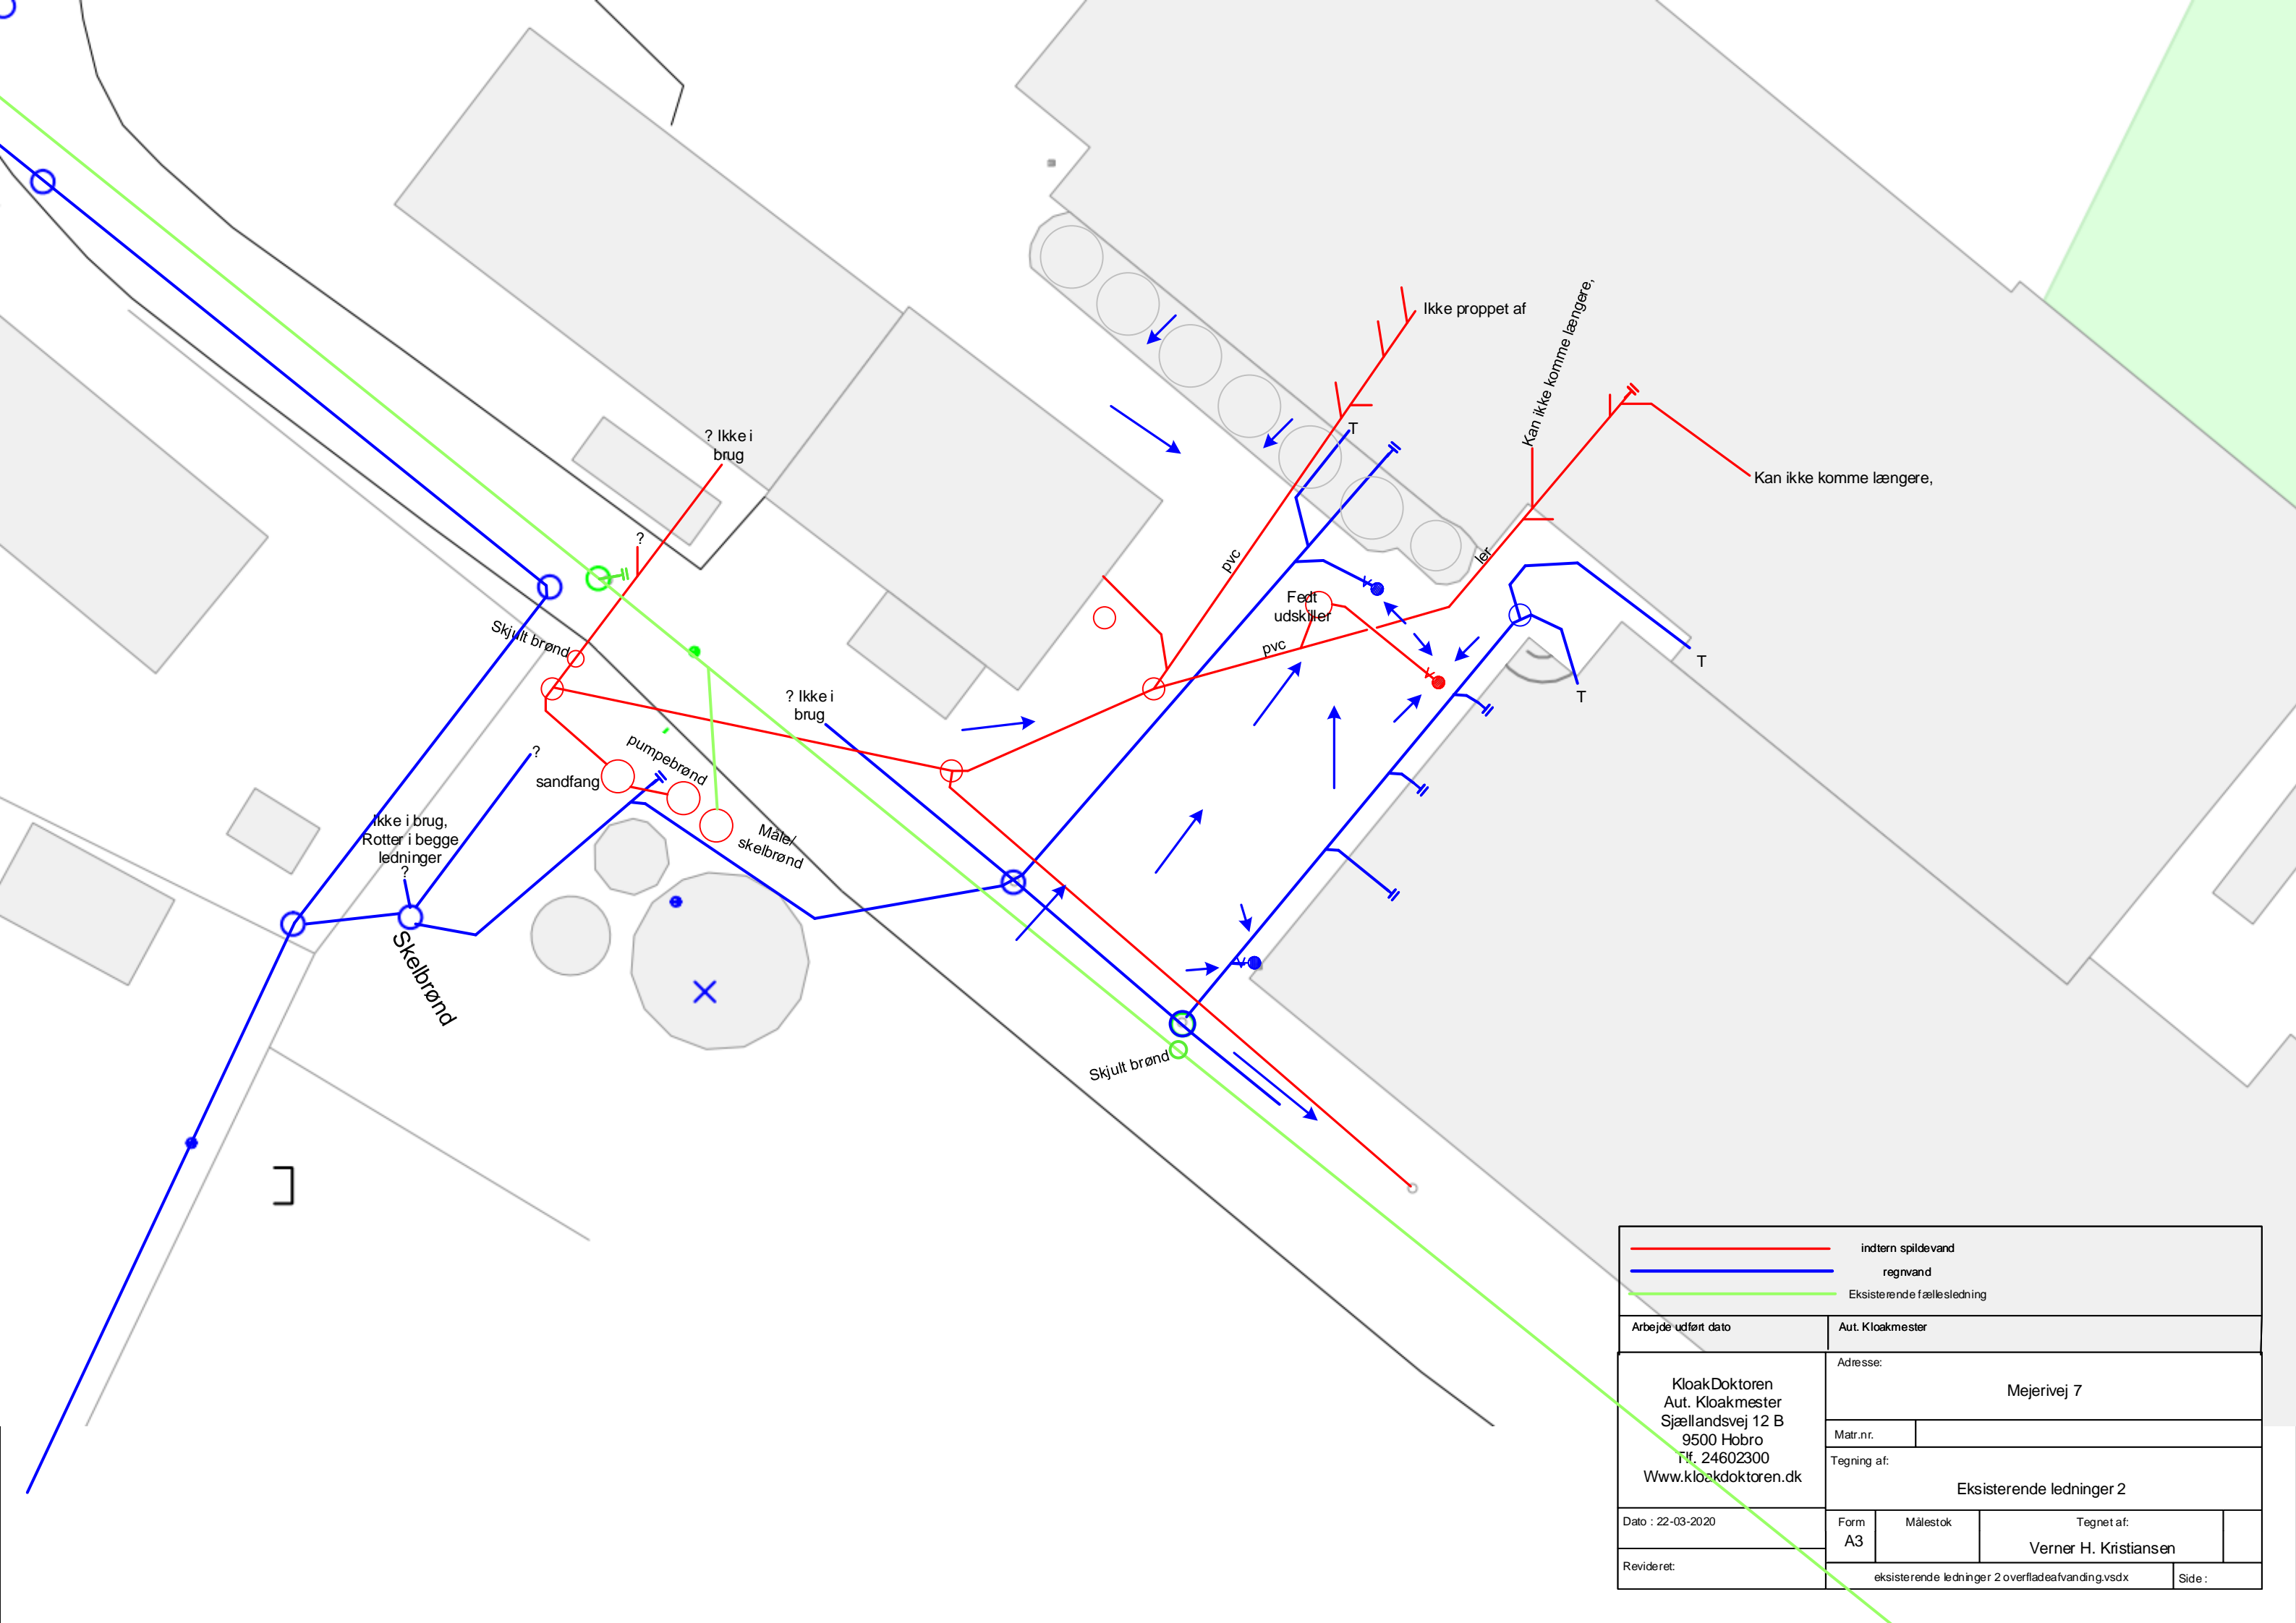 Ikke proppet af
Kan ikke komme længere,
Kan ikke komme længere,
? Ikke i
brug
?
pvc
ler
T
Fedt
udskiller
pvc
Skjult brønd
T
T
? Ikke i
brug
pumpebrønd
sandfang
?
Måle/
skelbrønd
Ikke i brug,
Rotter i begge
ledninger
?
Skelbrønd
Skjult brønd
indtern spildevand
regnvand
Eksisterende fællesledning
Arbejde udført dato
Aut. Kloakmester
KloakDoktoren
Aut. Kloakmester
Sjællandsvej 12 B
9500 Hobro
Tlf. 24602300
Www.kloakdoktoren.dk
Adresse:
Mejerivej 7
Matr.nr.
Tegning af:
Eksisterende ledninger 2
Dato : 22-03-2020
Form
A3
Målestok
Tegnet af:
Verner H. Kristiansen
Revideret:
eksisterende ledninger 2 overfladeafvanding.vsdx
Side :